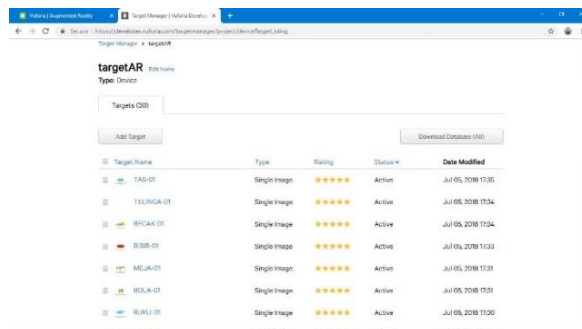 Vuforia | Augmented Reality
Target Manager | Vuforia Develop
Secure | https://developer.vuforia.com/targetmanager/project/deviceTargetListing
Target Manager > targetAR
targetAR Edit Name
Type: Device
Targets (30)
Add Target
Download Database (All)
Target Name Type Rating Status Date Modified
TAS-01 Single Image Active Jul 05, 2018 17:35
TELINGA-01 Single Image Active Jul 05, 2018 17:34
BECAK-01 Single Image Active Jul 05, 2018 17:34
BIBIR-01 Single Image Active Jul 05, 2018 17:33
MEJA-01 Single Image Active Jul 05, 2018 17:31
BOLA-01 Single Image Active Jul 05, 2018 17:31
BUKU-01 Single Image Active Jul 05, 2018 17:30